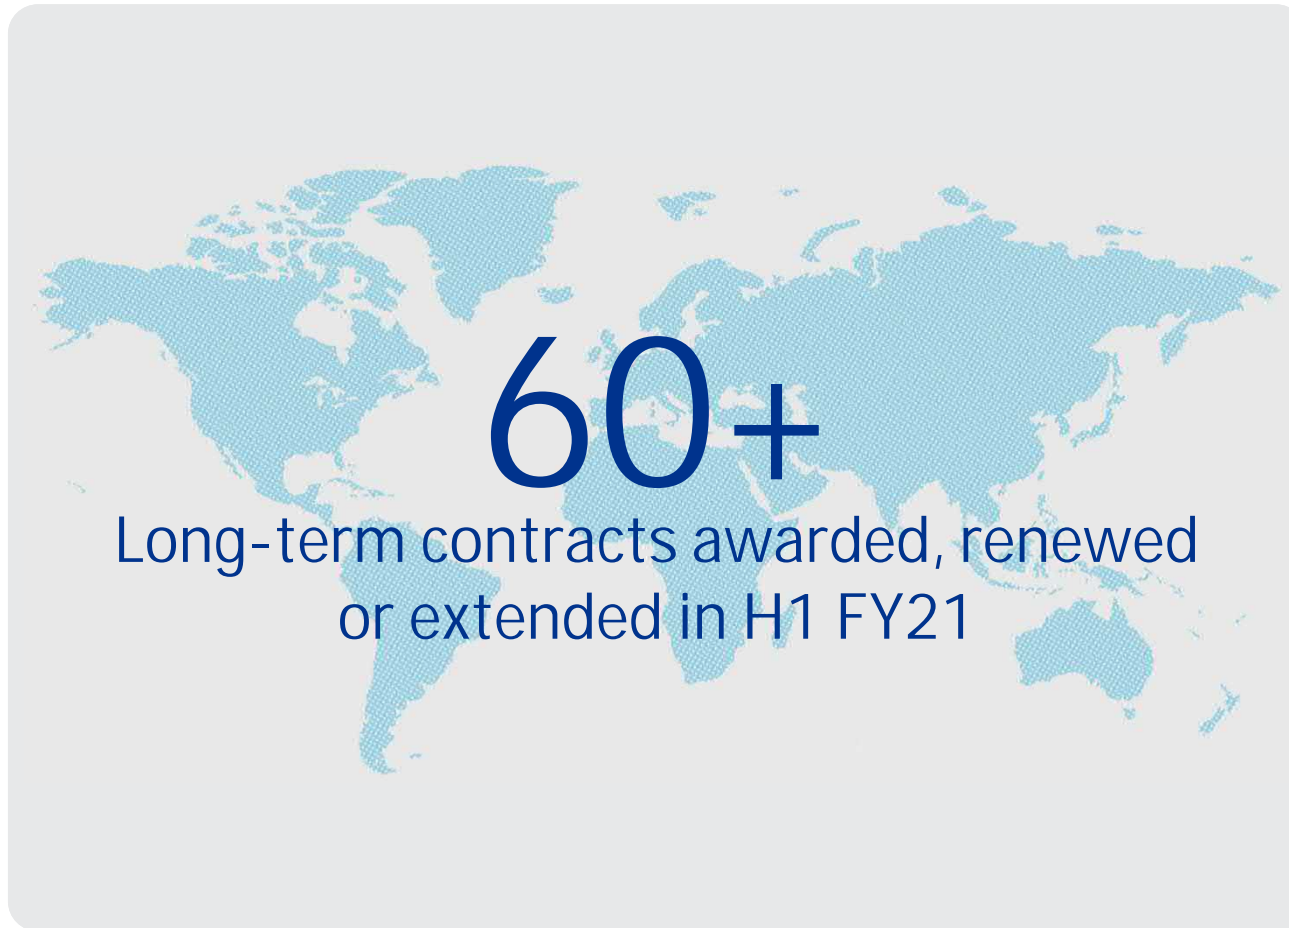 60+
Long-term contracts awarded, renewed
or extended in H1 FY21